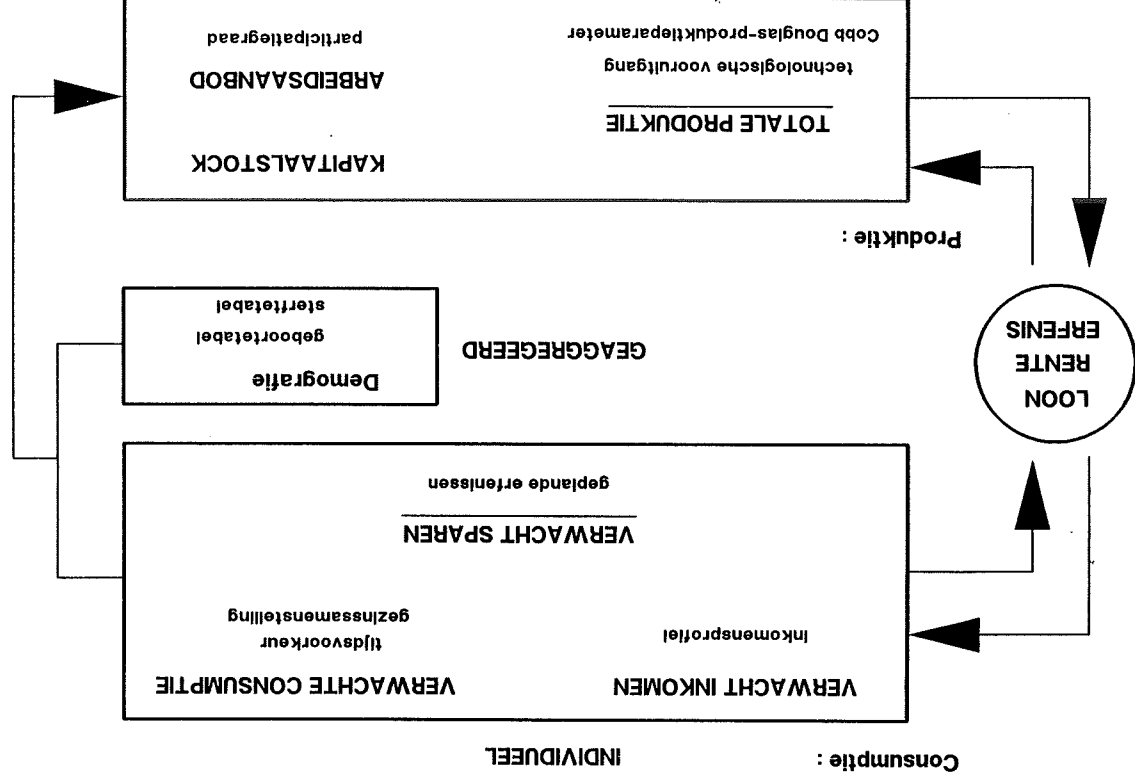 Consumptie :
INDIVIDUEEL
VERWACHT INKOMEN
inkomensprofiel
VERWACHTE CONSUMPTIE
tijdsvoorkeur
gezinssamenstelling
VERWACHT SPAREN
geplande erfenissen
LOON
RENTE
ERFENIS
GEAGGREGEERD
Demografie
geboortetabel
sterftetabel
Produktie :
TOTALE PRODUKTIE
technologische vooruitgang
Cobb Douglas-produktieparameter
KAPITAALSTOCK
ARBEIDSAANBOD
participatiegraad